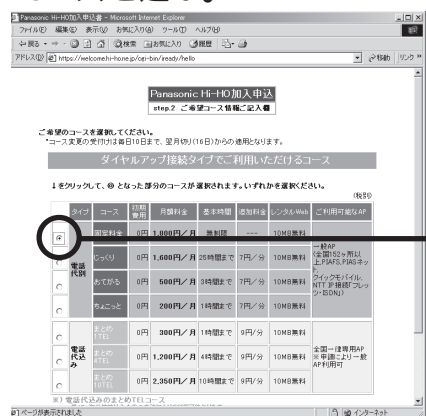 Panasonic Hi-HO加入申込書 - Microsoft Internet Explorer
ファイル(F) 編集(E) 表示(V) お気に入り(A) ツール(T) ヘルプ(H)
戻る 検索 お気に入り 履歴
アドレス(D) https://welcome.hi-ho.ne.jp/cgi-bin/iready/hello 移動 リンク
Panasonic Hi-HO加入申込
step.2 ご希望コース情報ご記入欄
ご希望のコースを選択してください。
*コース変更の受付けは毎日10日まで、翌月切り(16日)からの適用となります。
ダイヤルアップ接続タイプでご利用いただけるコース
↓をクリックして、◎ となった部分のコースが選択されます。いずれかを選択ください。
(税別)
タイプ コース 初期費用 月額料金 基本時間 追加料金 レンタルWeb ご利用可能なAP
電話代別
固定料金 0円 1,800円/月 無制限 --- 10MB無料
じっくり 0円 1,600円/月 25時間まで 7円/分 10MB無料
おてがる 0円 500円/月 3時間まで 7円/分 10MB無料
ちょこっと 0円 200円/月 1時間まで 7円/分 10MB無料
一般AP
(全国152ヶ所以上,PIAFS,PIASネット,
クイックモバイル、
NTT IP接続「フレッツ・ISDN」)
電話代込み
まとめ1TEL 0円 300円/月 1時間まで 9円/分 10MB無料
まとめ4TEL 0円 1,200円/月 4時間まで 9円/分 10MB無料
まとめ10TEL 0円 2,350円/月 10時間まで 9円/分 10MB無料
全国一律専用AP
※申請により一般AP利用可
※)電話代込みのまとめTELコース
ページが表示されました インターネット